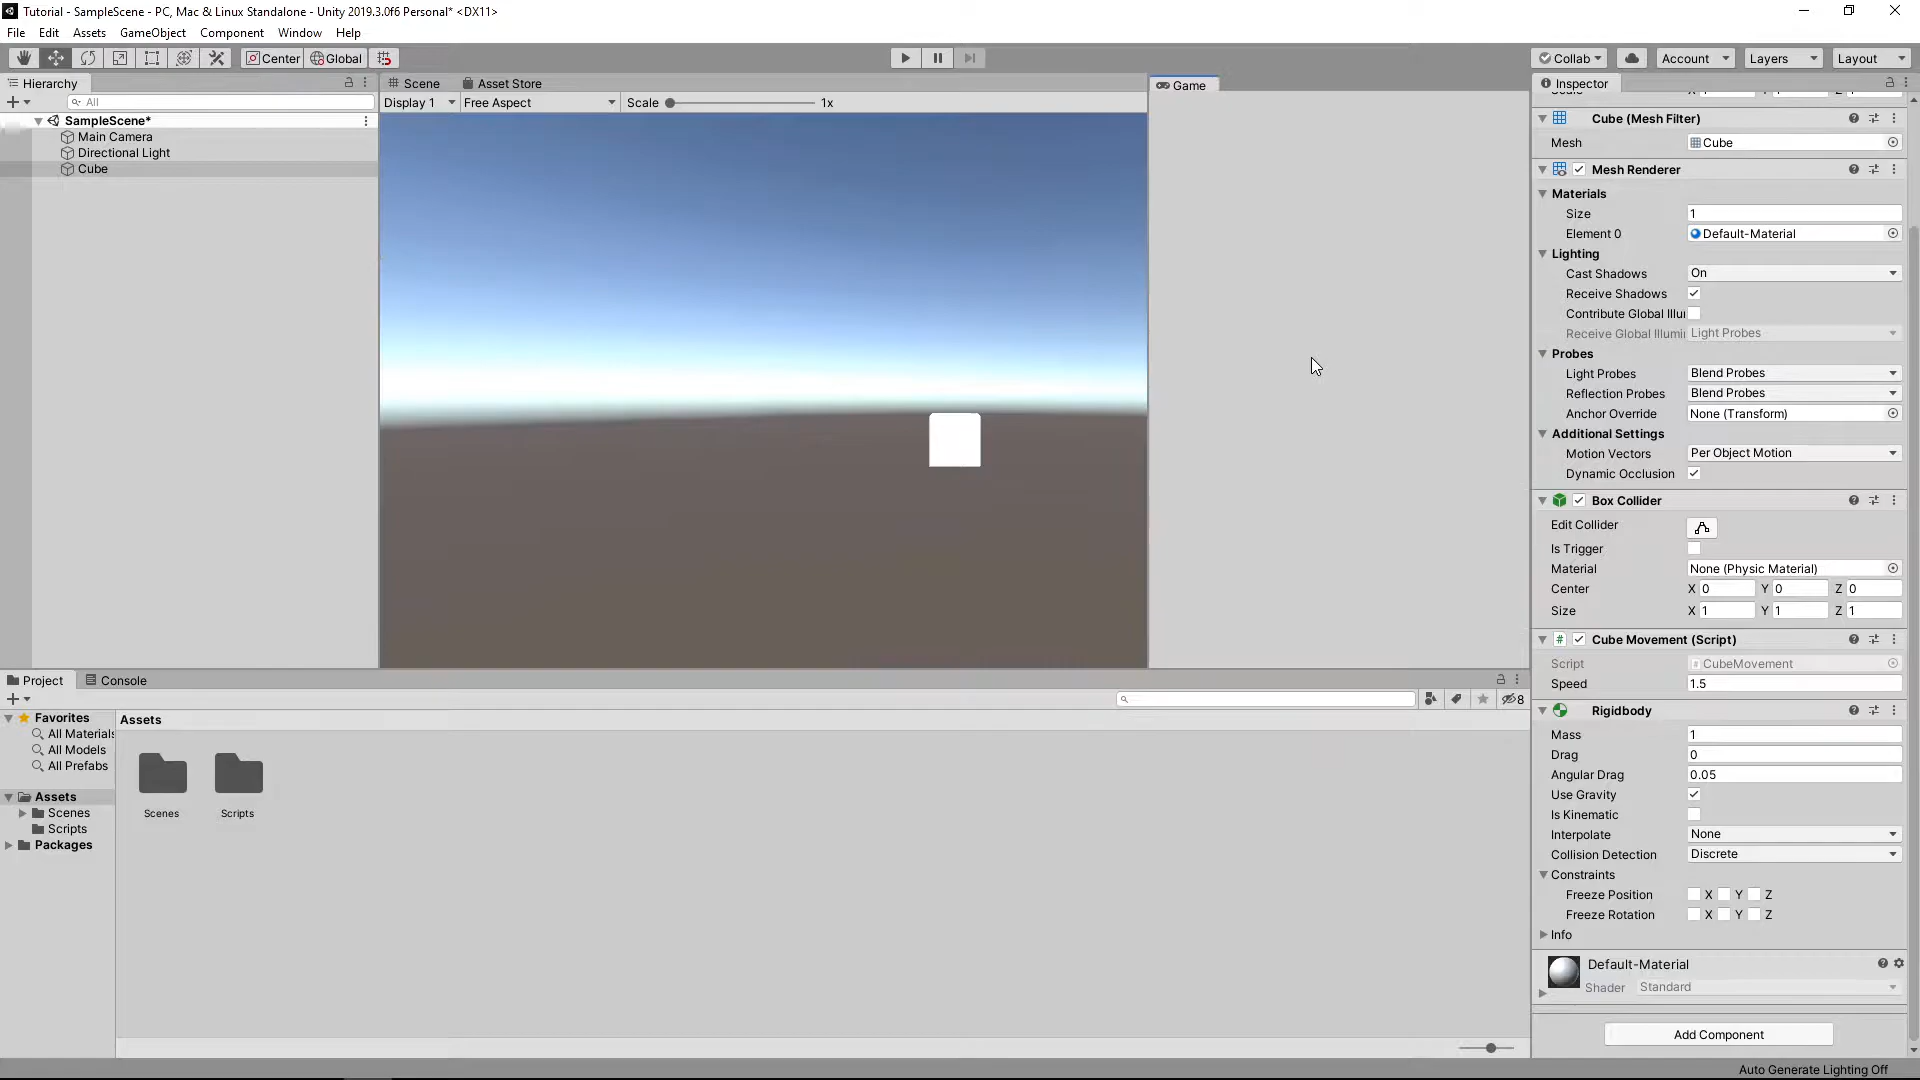 Tutorial - SampleScene - PC, Mac & Linux Standalone - Unity 2019.3.0f6 Personal* <DX11>
File Edit Assets GameObject Component Window Help
Center Global Collab Account Layers Layout
Hierarchy Scene Asset Store Game Inspector
All Display 1 Free Aspect Scale 1x
SampleScene*
Main Camera
Directional Light
Cube
Cube (Mesh Filter)
Mesh Cube
Mesh Renderer
Materials
Size 1
Element 0 Default-Material
Lighting
Cast Shadows On
Receive Shadows
Contribute Global Illu
Receive Global Illumi Light Probes
Probes
Light Probes Blend Probes
Reflection Probes Blend Probes
Anchor Override None (Transform)
Additional Settings
Motion Vectors Per Object Motion
Dynamic Occlusion
Box Collider
Edit Collider
Is Trigger
Material None (Physic Material)
Center X 0 Y 0 Z 0
Size X 1 Y 1 Z 1
Cube Movement (Script)
Script CubeMovement
Speed 1.5
Rigidbody
Mass 1
Drag 0
Angular Drag 0.05
Use Gravity
Is Kinematic
Interpolate None
Collision Detection Discrete
Constraints
Freeze Position X Y Z
Freeze Rotation X Y Z
Info
Default-Material
Shader Standard
Add Component
Project Console
8
Favorites
All Materials
All Models
All Prefabs
Assets
Scenes
Scripts
Packages
Assets
Scenes Scripts
Auto Generate Lighting Off